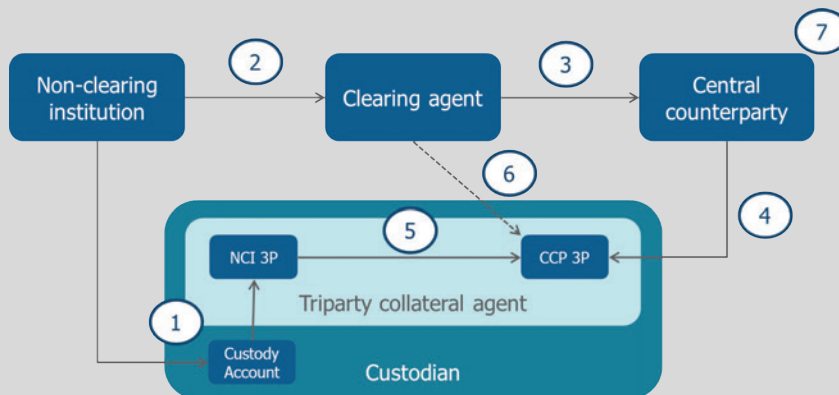 7
2
3
Non-clearing
institution
Clearing agent
Central
counterparty
6
4
5
NCI 3P
CCP 3P
Triparty collateral agent
1
Custody
Account
Custodian